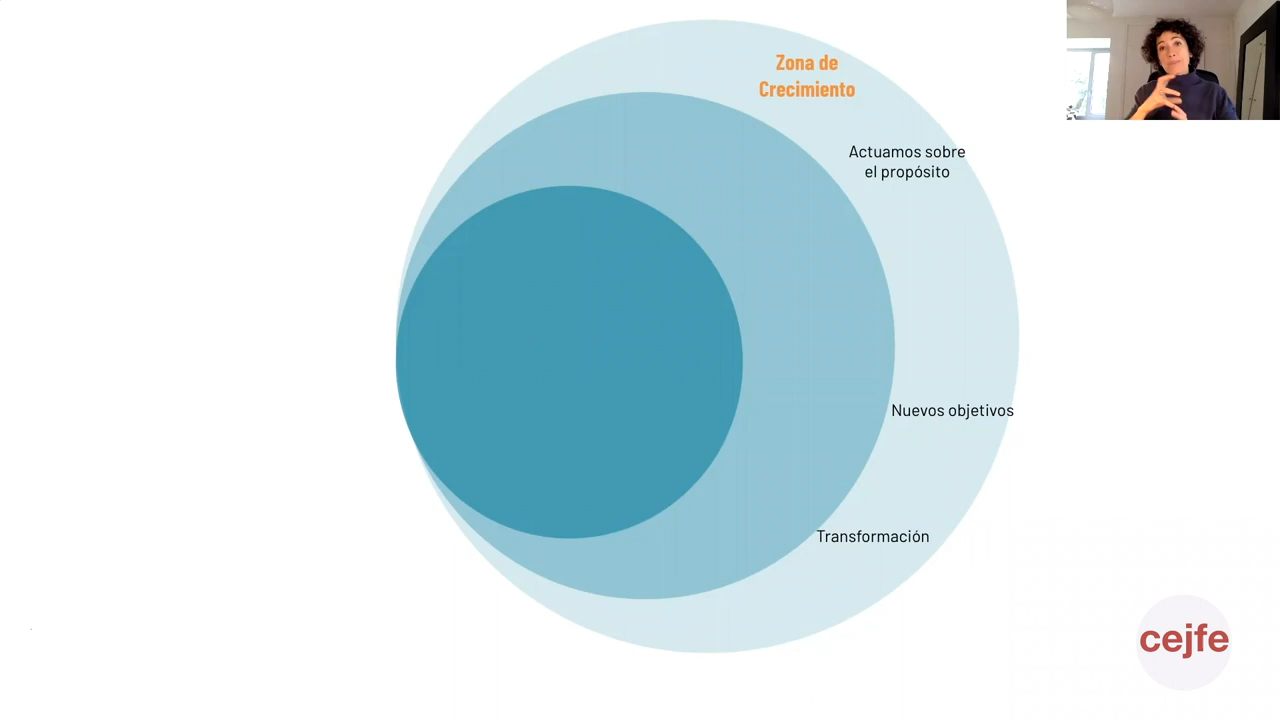 Zona de
Crecimiento
Actuamos sobre
el propósito
Nuevos objetivos
Transformación
cejfe